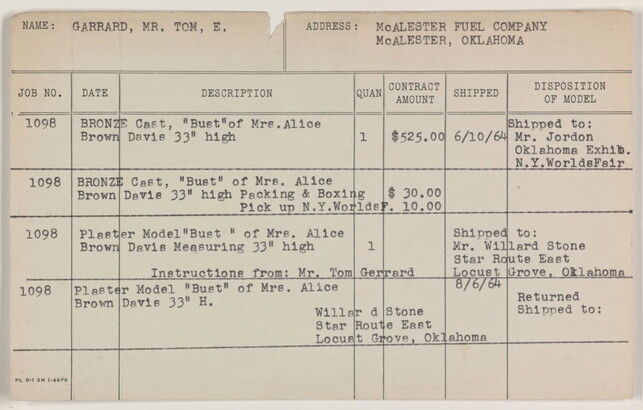 NAME: GARRARD, MR. TOM, E. ADDRESS: McALESTER FUEL COMPANY
McALESTER, OKLAHOMA
JOB NO. DATE DESCRIPTION QUAN CONTRACT AMOUNT SHIPPED DISPOSITION OF MODEL
1098 BRONZE Cast, "Bust"of Mrs.Alice Shipped to:
Brown Davis 33" high 1 $525.00 6/10/64 Mr. Jordon
Oklahoma Exhib.
N.Y.WorldsFair
1098 BRONZE Cast, "Bust" of Mrs. Alice
Brown Davis 33" high Packing & Boxing $ 30.00
Pick up N.Y.WorldsF. 10.00
1098 Plaster Model"Bust " of Mrs. Alice Shipped to:
Brown Davis Measuring 33" high 1 Mr. Willard Stone
Star Route East
Instructions from: Mr. Tom Gerrard Locust Grove, Oklahoma
1098 Plaster Model "Bust" of Mrs. Alice 8/6/64 Returned
Brown Davis 33" H. Shipped to:
Willar d Stone
Star Route East
Locust Grove, Oklahoma